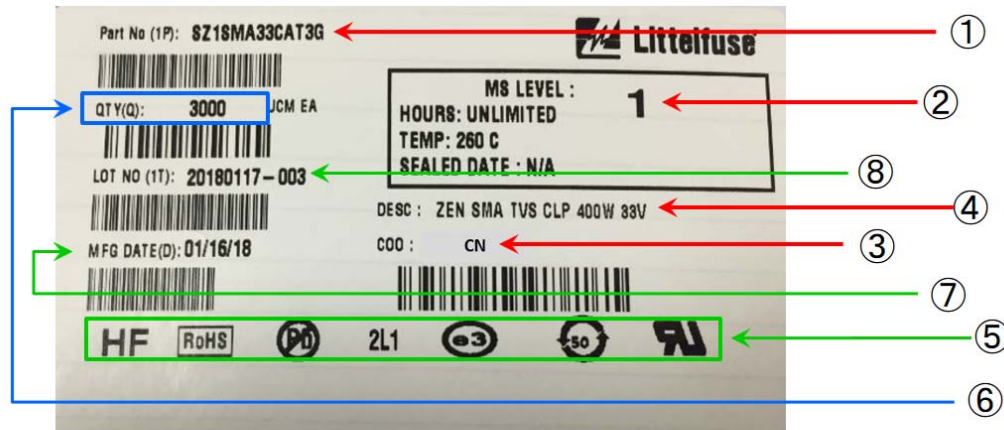 Part No (1P): SZ1SMA33CAT3G
①
Littelfuse
QTY(Q): 3000 UCM EA
MS LEVEL : 1
②
HOURS: UNLIMITED
TEMP: 260 C
SEALED DATE : N/A
LOT NO (1T): 20180117-003
⑧
DESC : ZEN SMA TVS CLP 400W 33V
④
MFG DATE(D): 01/16/18
COO : CN
③
⑦
HF RoHS Pb 2L1 e3 50 RU
⑤
⑥